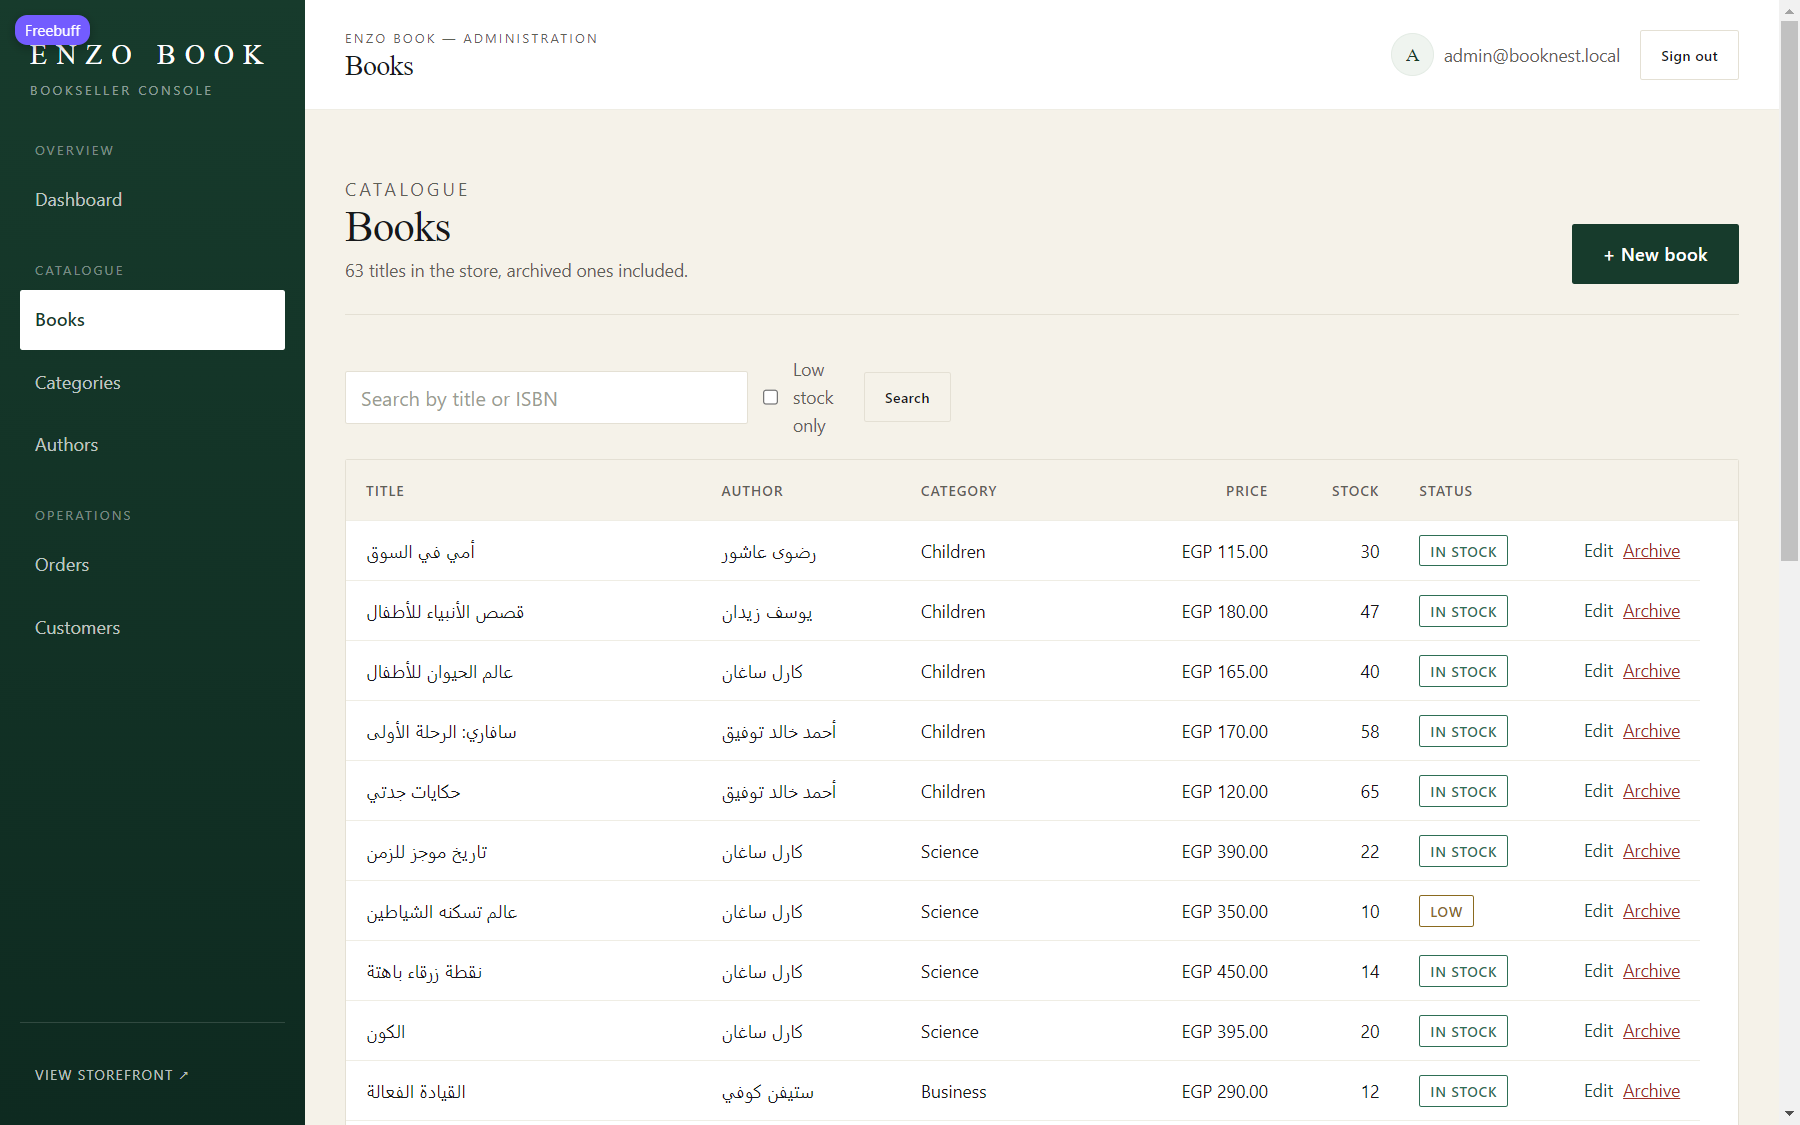 Freebuff
ENZO BOOK
BOOKSELLER CONSOLE
OVERVIEW
Dashboard
CATALOGUE
Books
Categories
Authors
OPERATIONS
Orders
Customers
VIEW STOREFRONT ↗
ENZO BOOK — ADMINISTRATION
Books
A admin@booknest.local Sign out
CATALOGUE
Books
63 titles in the store, archived ones included.
+ New book
Search by title or ISBN
Low
stock
only
Search
TITLE AUTHOR CATEGORY PRICE STOCK STATUS
أمي في السوق رضوى عاشور Children EGP 115.00 30 IN STOCK Edit Archive
قصص الأنبياء للأطفال يوسف زيدان Children EGP 180.00 47 IN STOCK Edit Archive
عالم الحيوان للأطفال كارل ساغان Children EGP 165.00 40 IN STOCK Edit Archive
سافاري: الرحلة الأولى أحمد خالد توفيق Children EGP 170.00 58 IN STOCK Edit Archive
حكايات جدتي أحمد خالد توفيق Children EGP 120.00 65 IN STOCK Edit Archive
تاريخ موجز للزمن كارل ساغان Science EGP 390.00 22 IN STOCK Edit Archive
عالم تسكنه الشياطين كارل ساغان Science EGP 350.00 10 LOW Edit Archive
نقطة زرقاء باهتة كارل ساغان Science EGP 450.00 14 IN STOCK Edit Archive
الكون كارل ساغان Science EGP 395.00 20 IN STOCK Edit Archive
القيادة الفعالة ستيفن كوفي Business EGP 290.00 12 IN STOCK Edit Archive